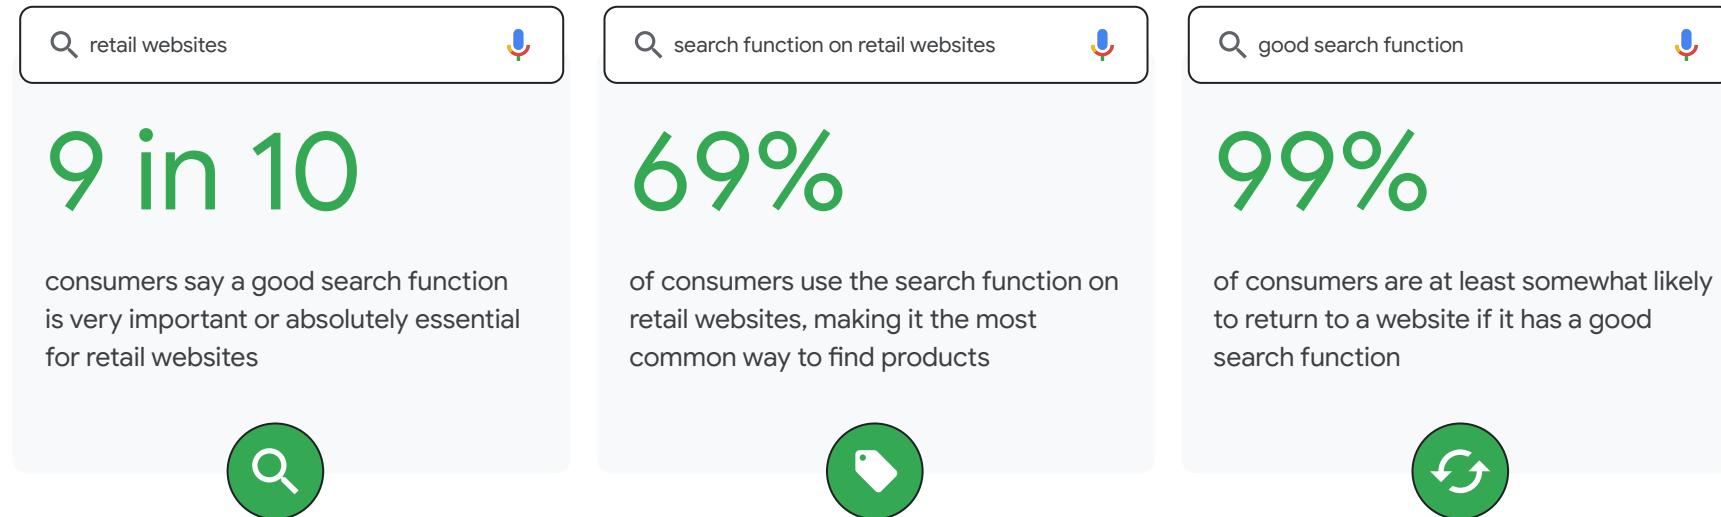 retail websites
9 in 10
consumers say a good search function
is very important or absolutely essential
for retail websites
search function on retail websites
69%
of consumers use the search function on
retail websites, making it the most
common way to find products
good search function
99%
of consumers are at least somewhat likely
to return to a website if it has a good
search function